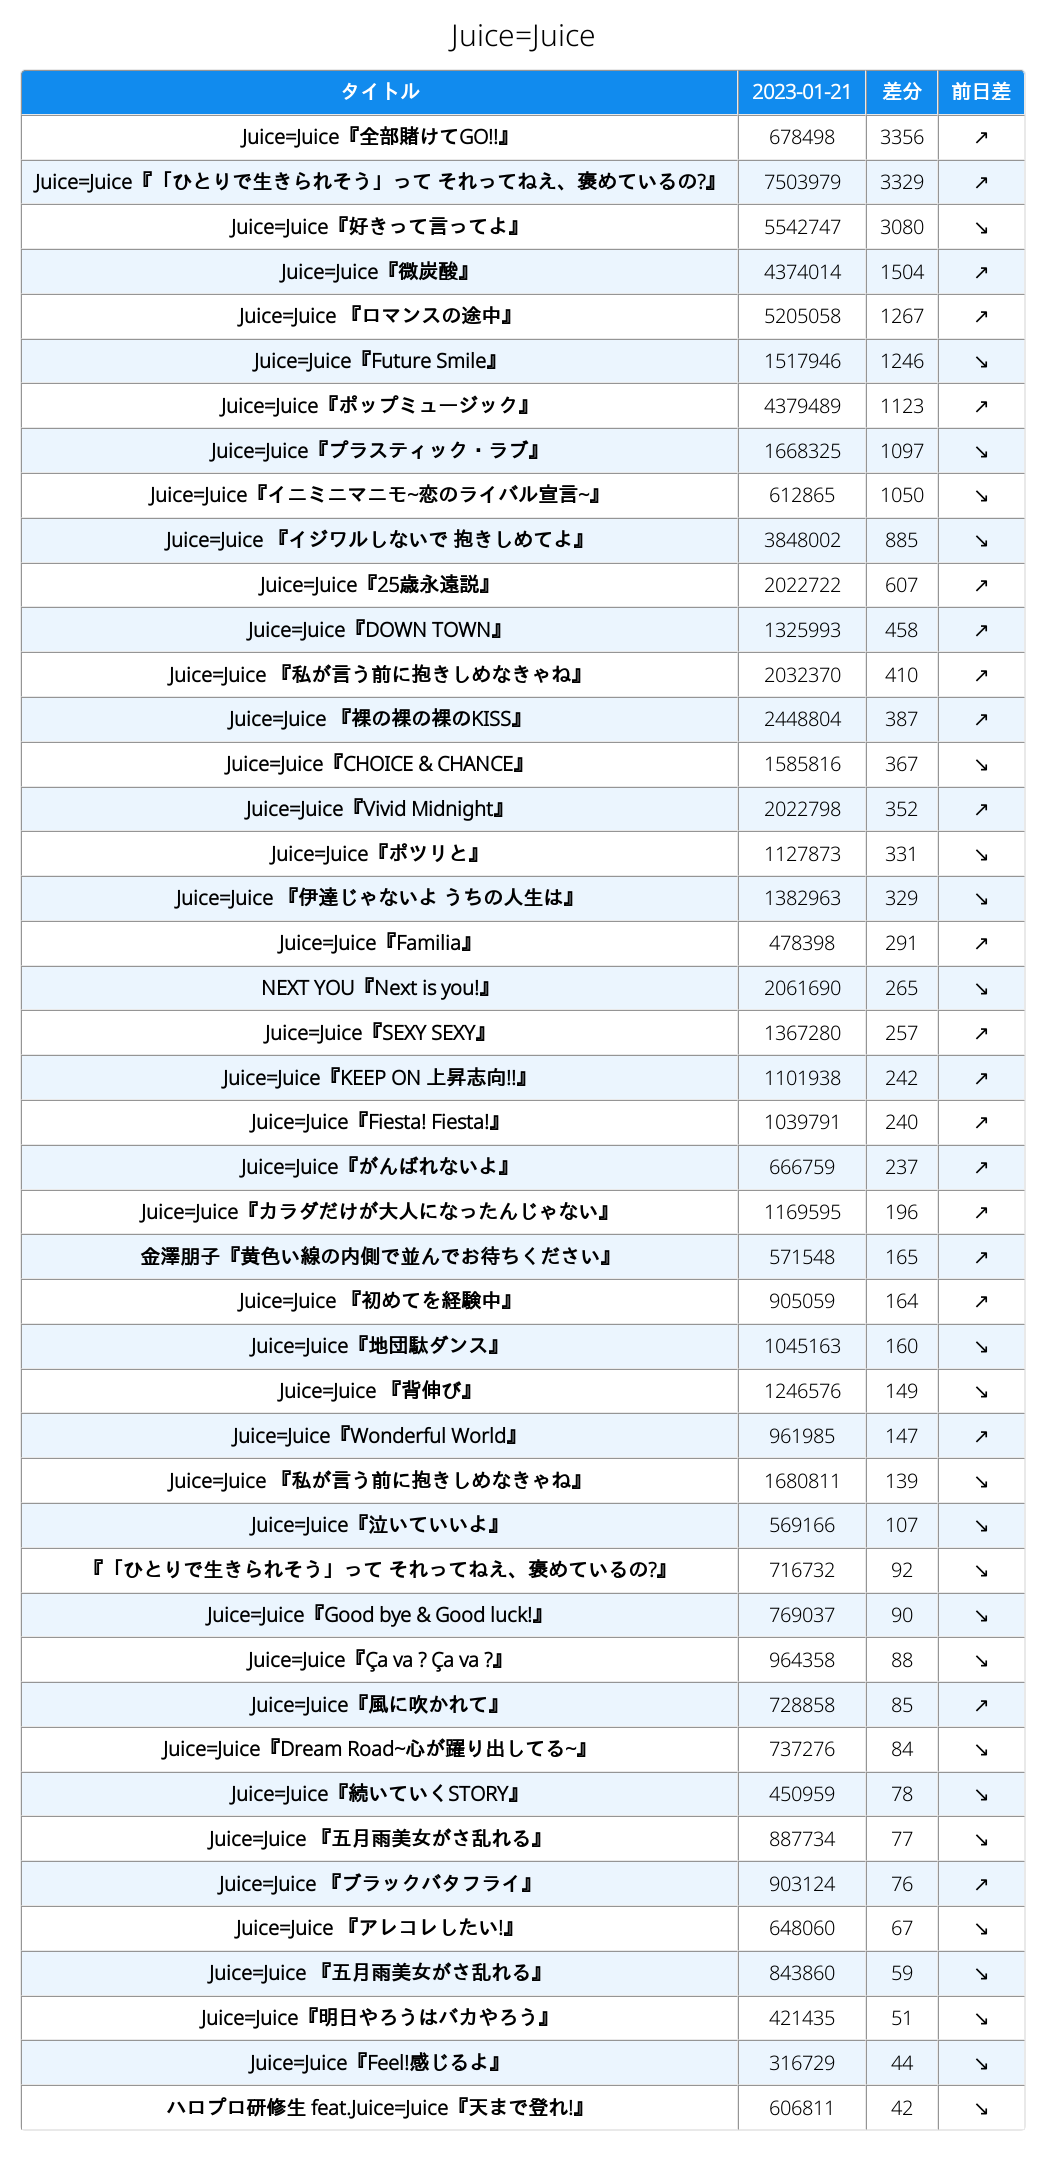 Juice=Juice
タイトル 2023-01-21 差分 前日差
Juice=Juice『全部賭けてGO!!』 678498 3356 ↗
Juice=Juice『「ひとりで生きられそう」って それってねえ、褒めているの?』 7503979 3329 ↗
Juice=Juice『好きって言ってよ』 5542747 3080 ↘
Juice=Juice『微炭酸』 4374014 1504 ↗
Juice=Juice 『ロマンスの途中』 5205058 1267 ↗
Juice=Juice『Future Smile』 1517946 1246 ↘
Juice=Juice『ポップミュージック』 4379489 1123 ↗
Juice=Juice『プラスティック・ラブ』 1668325 1097 ↘
Juice=Juice『イニミニマニモ~恋のライバル宣言~』 612865 1050 ↘
Juice=Juice 『イジワルしないで 抱きしめてよ』 3848002 885 ↘
Juice=Juice『25歳永遠説』 2022722 607 ↗
Juice=Juice『DOWN TOWN』 1325993 458 ↗
Juice=Juice 『私が言う前に抱きしめなきゃね』 2032370 410 ↗
Juice=Juice 『裸の裸の裸のKISS』 2448804 387 ↗
Juice=Juice『CHOICE & CHANCE』 1585816 367 ↘
Juice=Juice『Vivid Midnight』 2022798 352 ↗
Juice=Juice『ポツリと』 1127873 331 ↘
Juice=Juice 『伊達じゃないよ うちの人生は』 1382963 329 ↘
Juice=Juice『Familia』 478398 291 ↗
NEXT YOU『Next is you!』 2061690 265 ↘
Juice=Juice『SEXY SEXY』 1367280 257 ↗
Juice=Juice『KEEP ON 上昇志向!!』 1101938 242 ↗
Juice=Juice『Fiesta! Fiesta!』 1039791 240 ↗
Juice=Juice『がんばれないよ』 666759 237 ↗
Juice=Juice『カラダだけが大人になったんじゃない』 1169595 196 ↗
金澤朋子『黄色い線の内側で並んでお待ちください』 571548 165 ↗
Juice=Juice 『初めてを経験中』 905059 164 ↗
Juice=Juice『地団駄ダンス』 1045163 160 ↘
Juice=Juice 『背伸び』 1246576 149 ↘
Juice=Juice『Wonderful World』 961985 147 ↗
Juice=Juice 『私が言う前に抱きしめなきゃね』 1680811 139 ↘
Juice=Juice『泣いていいよ』 569166 107 ↘
『「ひとりで生きられそう」って それってねえ、褒めているの?』 716732 92 ↘
Juice=Juice『Good bye & Good luck!』 769037 90 ↘
Juice=Juice『Ça va ? Ça va ?』 964358 88 ↘
Juice=Juice『風に吹かれて』 728858 85 ↗
Juice=Juice『Dream Road~心が躍り出してる~』 737276 84 ↘
Juice=Juice『続いていくSTORY』 450959 78 ↘
Juice=Juice 『五月雨美女がさ乱れる』 887734 77 ↘
Juice=Juice 『ブラックバタフライ』 903124 76 ↗
Juice=Juice 『アレコレしたい!』 648060 67 ↘
Juice=Juice 『五月雨美女がさ乱れる』 843860 59 ↘
Juice=Juice『明日やろうはバカやろう』 421435 51 ↘
Juice=Juice『Feel!感じるよ』 316729 44 ↘
ハロプロ研修生 feat.Juice=Juice『天まで登れ!』 606811 42 ↘